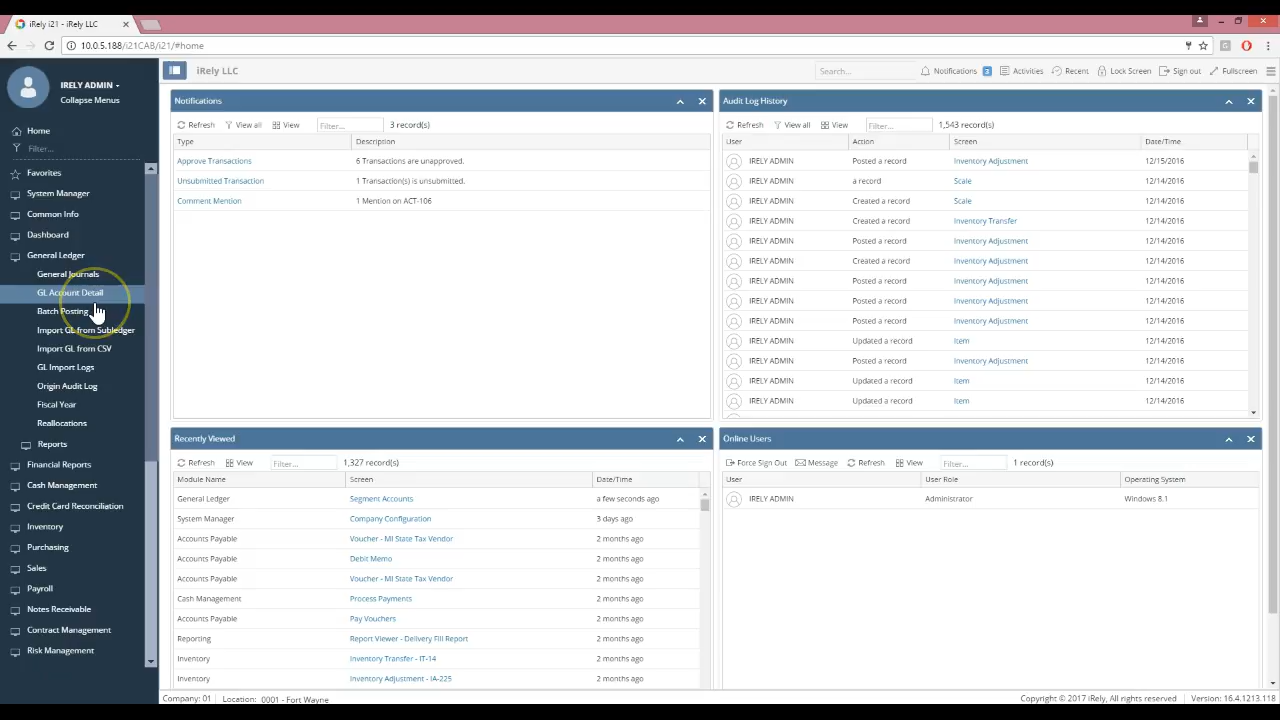 iRely i21 - iRely LLC
10.0.5.188/i21CAB/i21/#home
IRELY ADMIN
Collapse Menus
Home
Filter...
Favorites
System Manager
Common Info
Dashboard
General Ledger
General Journals
GL Account Detail
Batch Posting
Import GL from Subledger
Import GL from CSV
GL Import Logs
Origin Audit Log
Fiscal Year
Reallocations
Reports
Financial Reports
Cash Management
Credit Card Reconciliation
Inventory
Purchasing
Sales
Payroll
Notes Receivable
Contract Management
Risk Management
iRely LLC
Search... Notifications 3 Activities Recent Lock Screen Sign out Fullscreen
Notifications
Refresh View all View Filter... 3 record(s)
Type Description
Approve Transactions 6 Transactions are unapproved.
Unsubmitted Transaction 1 Transaction(s) is unsubmitted.
Comment Mention 1 Mention on ACT-106
Audit Log History
Refresh View all View Filter... 1,543 record(s)
User Action Screen Date/Time
IRELY ADMIN Posted a record Inventory Adjustment 12/15/2016
IRELY ADMIN a record Scale 12/14/2016
IRELY ADMIN Created a record Scale 12/14/2016
IRELY ADMIN Created a record Inventory Transfer 12/14/2016
IRELY ADMIN Posted a record Inventory Adjustment 12/14/2016
IRELY ADMIN Created a record Inventory Adjustment 12/14/2016
IRELY ADMIN Posted a record Inventory Adjustment 12/14/2016
IRELY ADMIN Posted a record Inventory Adjustment 12/14/2016
IRELY ADMIN Posted a record Inventory Adjustment 12/14/2016
IRELY ADMIN Updated a record Item 12/14/2016
IRELY ADMIN Posted a record Inventory Adjustment 12/14/2016
IRELY ADMIN Updated a record Item 12/14/2016
IRELY ADMIN Updated a record Item 12/14/2016
Recently Viewed
Refresh View Filter... 1,327 record(s)
Module Name Screen Date/Time
General Ledger Segment Accounts a few seconds ago
System Manager Company Configuration 3 days ago
Accounts Payable Voucher - MI State Tax Vendor 2 months ago
Accounts Payable Debit Memo 2 months ago
Accounts Payable Voucher - MI State Tax Vendor 2 months ago
Cash Management Process Payments 2 months ago
Accounts Payable Pay Vouchers 2 months ago
Reporting Report Viewer - Delivery Fill Report 2 months ago
Inventory Inventory Transfer - IT-14 2 months ago
Inventory Inventory Adjustment - IA-225 2 months ago
Online Users
Force Sign Out Message Refresh View Filter... 1 record(s)
User User Role Operating System
IRELY ADMIN Administrator Windows 8.1
Company: 01 Location: 0001 - Fort Wayne Copyright © 2017 iRely, All rights reserved Version: 16.4.1213.118